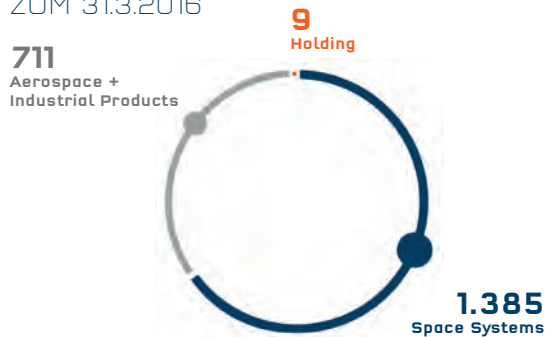 ZUM 31.3.2016
9
Holding
711
Aerospace +
Industrial Products
1.385
Space Systems